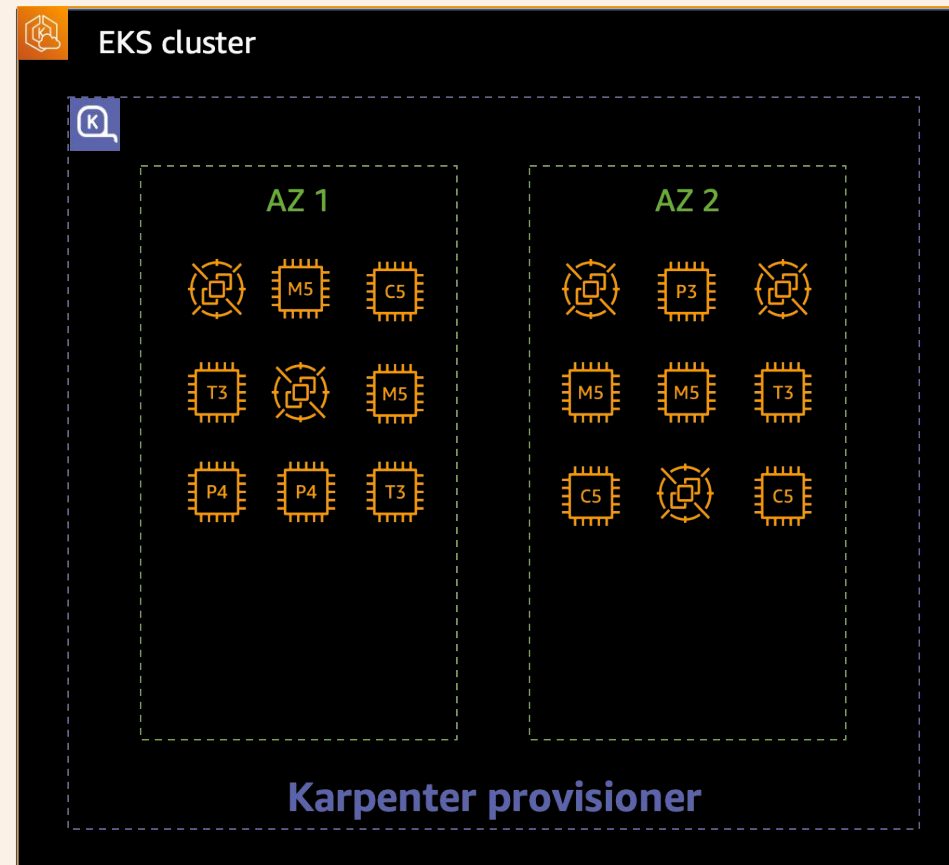 EKS cluster
K
AZ 1
AZ 2
M5
C5
P3
T3
M5
M5
M5
T3
P4
P4
T3
C5
C5
Karpenter provisioner